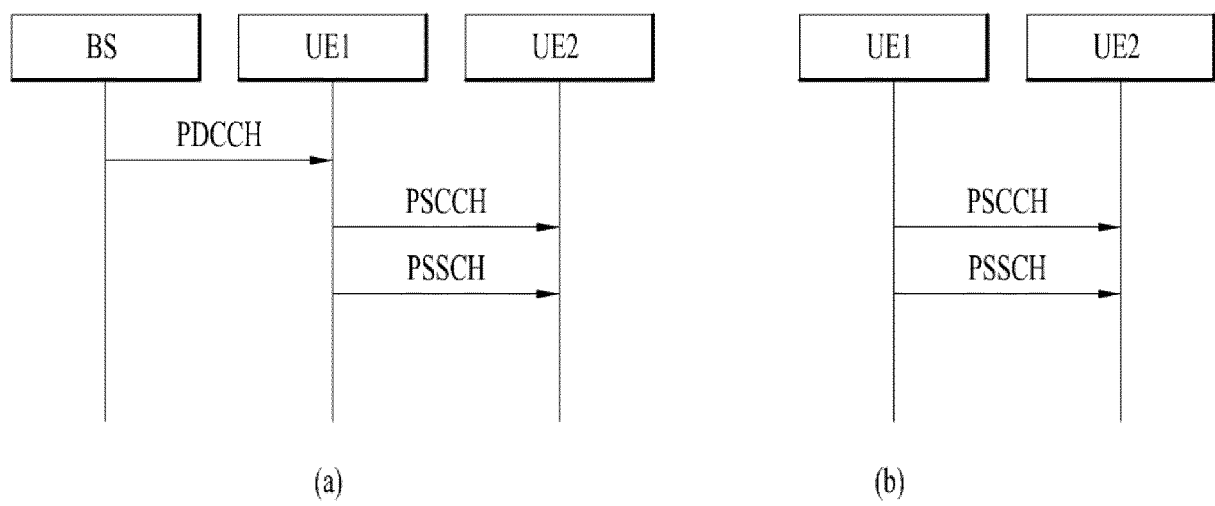 BS UE1 UE2 UE1 UE2
PDCCH
PSCCH PSCCH
PSSCH PSSCH
(a) (b)